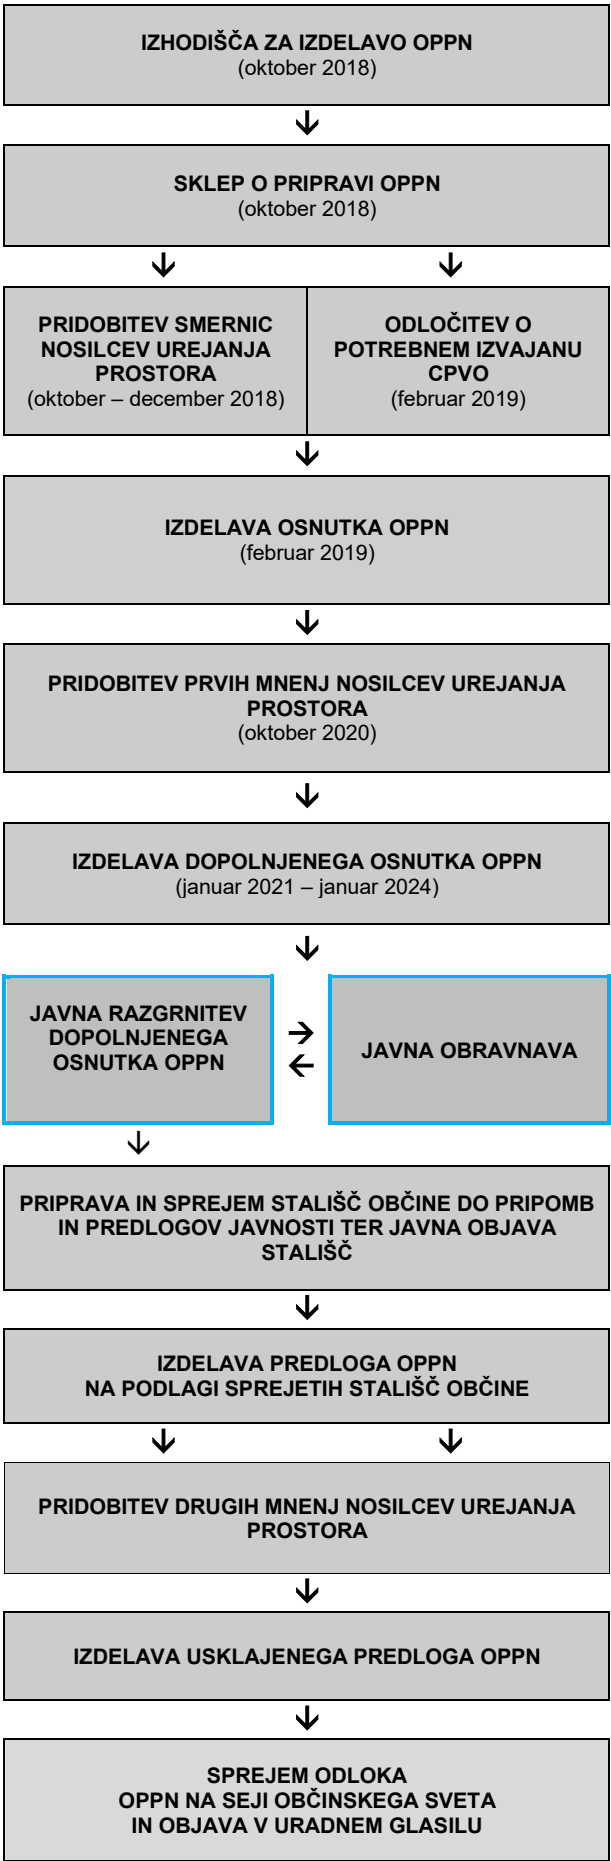 IZHODIŠČA ZA IZDELAVO OPPN
(oktober 2018)
SKLEP O PRIPRAVI OPPN
(oktober 2018)
PRIDOBITEV SMERNIC
NOSILCEV UREJANJA
PROSTORA
(oktober – december 2018)
ODLOČITEV O
POTREBNEM IZVAJANU
CPVO
(februar 2019)
IZDELAVA OSNUTKA OPPN
(februar 2019)
PRIDOBITEV PRVIH MNENJ NOSILCEV UREJANJA
PROSTORA
(oktober 2020)
IZDELAVA DOPOLNJENEGA OSNUTKA OPPN
(januar 2021 – januar 2024)
JAVNA RAZGRNITEV
DOPOLNJENEGA
OSNUTKA OPPN
JAVNA OBRAVNAVA
PRIPRAVA IN SPREJEM STALIŠČ OBČINE DO PRIPOMB
IN PREDLOGOV JAVNOSTI TER JAVNA OBJAVA
STALIŠČ
IZDELAVA PREDLOGA OPPN
NA PODLAGI SPREJETIH STALIŠČ OBČINE
PRIDOBITEV DRUGIH MNENJ NOSILCEV UREJANJA
PROSTORA
IZDELAVA USKLAJENEGA PREDLOGA OPPN
SPREJEM ODLOKA
OPPN NA SEJI OBČINSKEGA SVETA
IN OBJAVA V URADNEM GLASILU